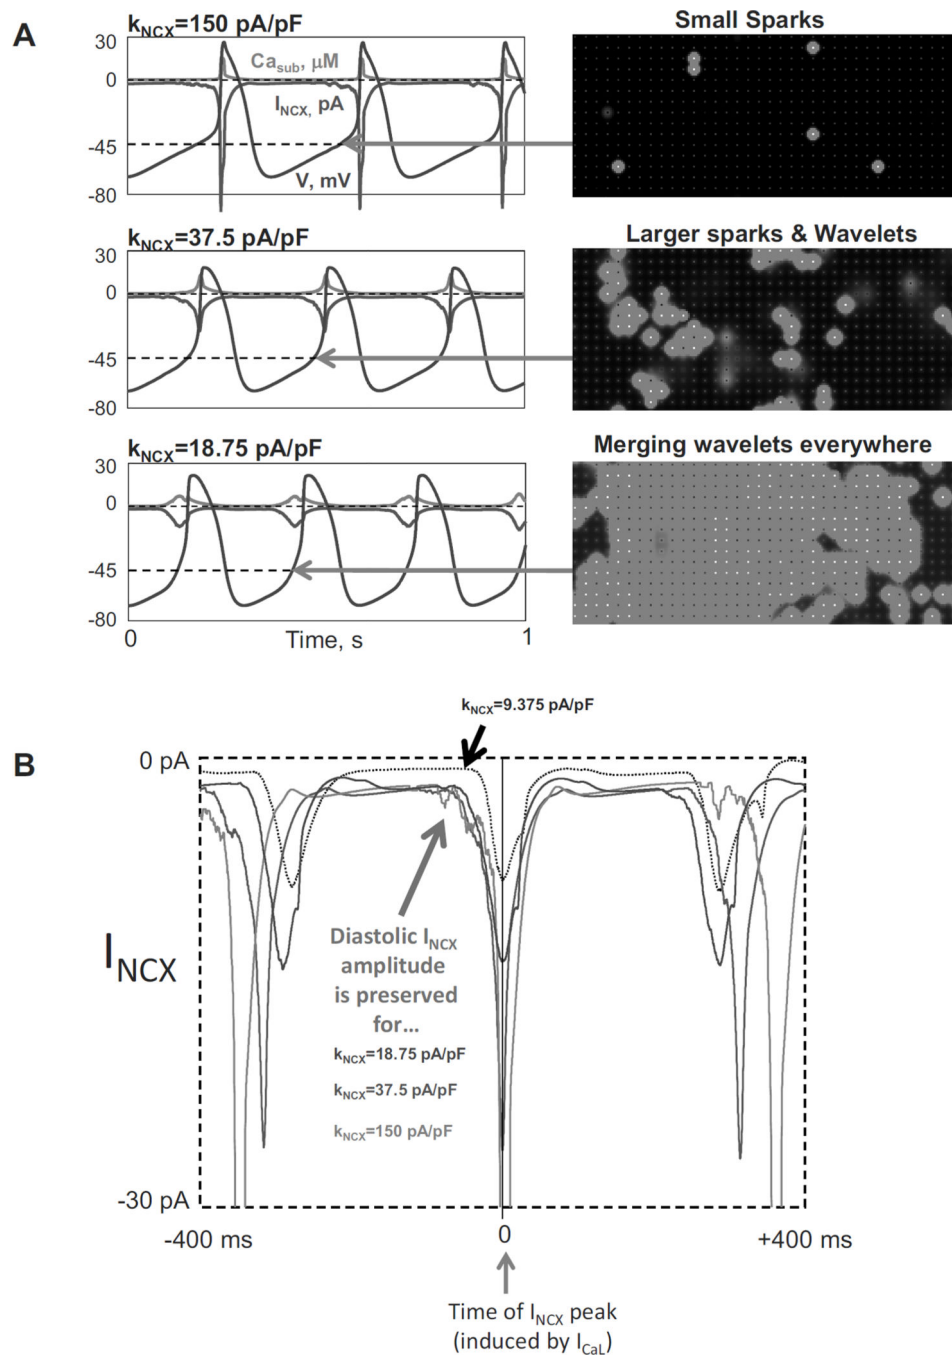 A
k_NCX=150 pA/pF
Small Sparks
30
0
-45
-80
Ca_sub, μM
I_NCX, pA
V, mV
k_NCX=37.5 pA/pF
Larger sparks & Wavelets
30
0
-45
-80
k_NCX=18.75 pA/pF
Merging wavelets everywhere
30
0
-45
-80
0
Time, s
1
B
k_NCX=9.375 pA/pF
0 pA
I_NCX
Diastolic I_NCX
amplitude
is preserved
for...
k_NCX=18.75 pA/pF
k_NCX=37.5 pA/pF
k_NCX=150 pA/pF
-30 pA
-400 ms
0
+400 ms
Time of I_NCX peak
(induced by I_CaL)